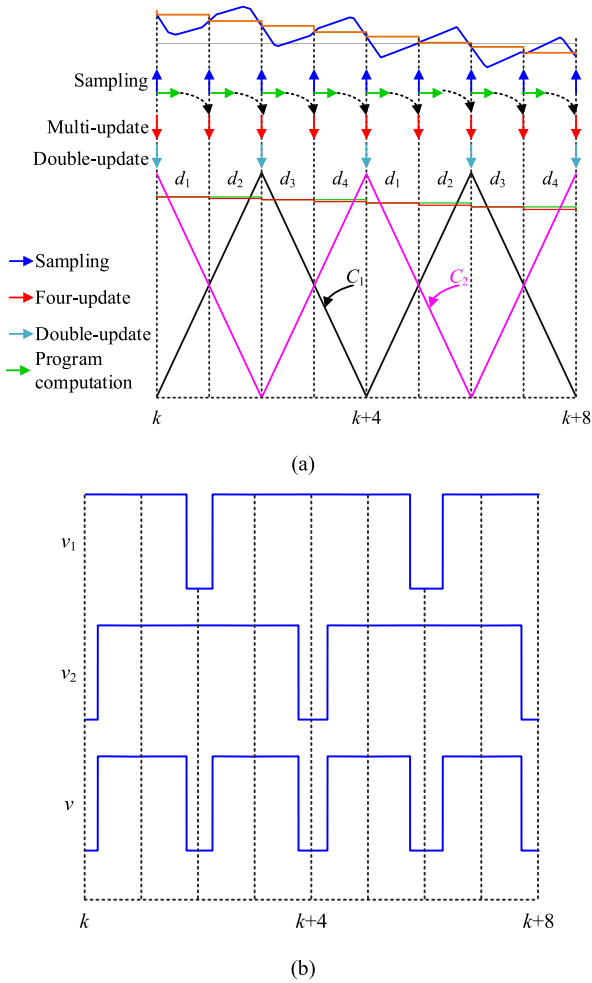 Sampling
Multi-update
Double-update
d1 d2 d3 d4 d1 d2 d3 d4
Sampling
Four-update
Double-update
Program
computation
C1 C2
k k+4 k+8
(a)
v1
v2
v
k k+4 k+8
(b)